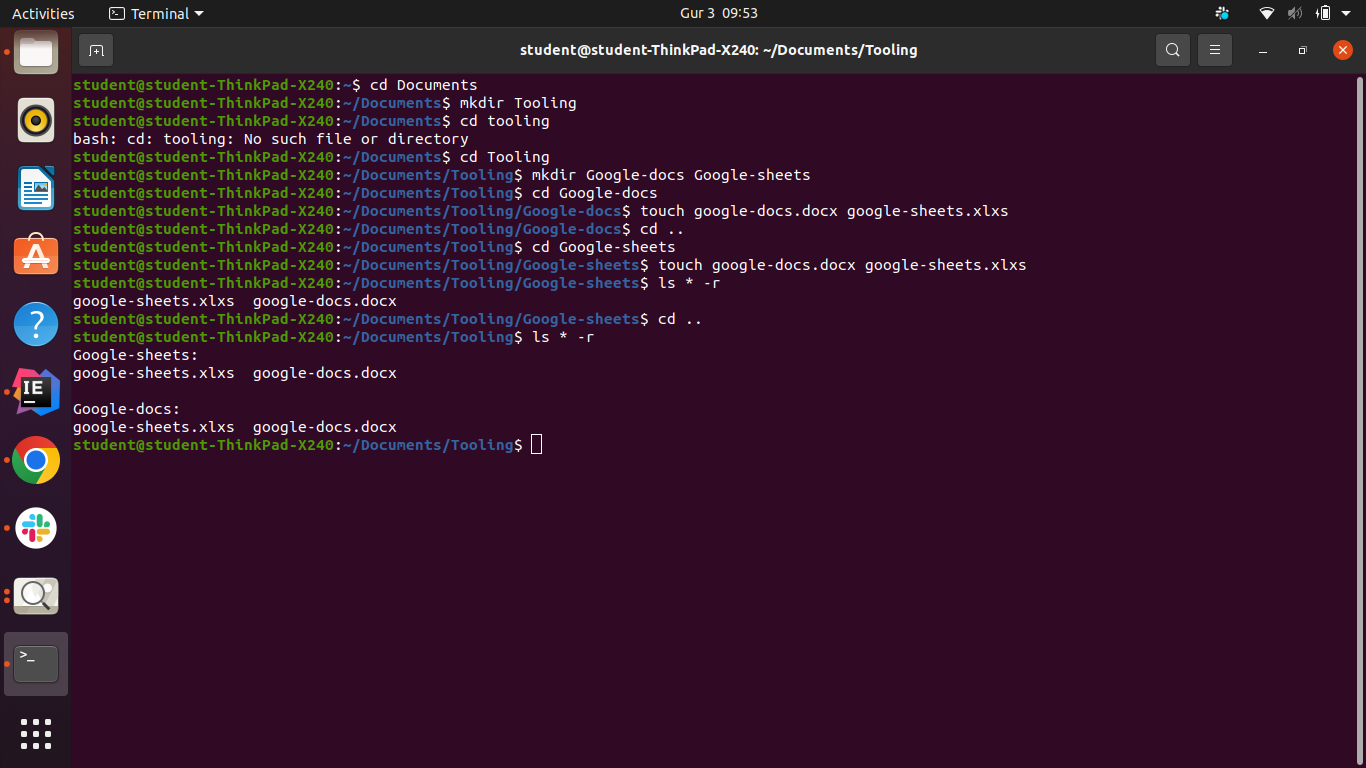 Activities
Terminal
Gur 3 09:53
student@student-ThinkPad-X240: ~/Documents/Tooling
student@student-ThinkPad-X240:~$ cd Documents
student@student-ThinkPad-X240:~/Documents$ mkdir Tooling
student@student-ThinkPad-X240:~/Documents$ cd tooling
bash: cd: tooling: No such file or directory
student@student-ThinkPad-X240:~/Documents$ cd Tooling
student@student-ThinkPad-X240:~/Documents/Tooling$ mkdir Google-docs Google-sheets
student@student-ThinkPad-X240:~/Documents/Tooling$ cd Google-docs
student@student-ThinkPad-X240:~/Documents/Tooling/Google-docs$ touch google-docs.docx google-sheets.xlxs
student@student-ThinkPad-X240:~/Documents/Tooling/Google-docs$ cd ..
student@student-ThinkPad-X240:~/Documents/Tooling$ cd Google-sheets
student@student-ThinkPad-X240:~/Documents/Tooling/Google-sheets$ touch google-docs.docx google-sheets.xlxs
student@student-ThinkPad-X240:~/Documents/Tooling/Google-sheets$ ls * -r
google-sheets.xlxs  google-docs.docx
student@student-ThinkPad-X240:~/Documents/Tooling/Google-sheets$ cd ..
student@student-ThinkPad-X240:~/Documents/Tooling$ ls * -r
Google-sheets:
google-sheets.xlxs  google-docs.docx
Google-docs:
google-sheets.xlxs  google-docs.docx
student@student-ThinkPad-X240:~/Documents/Tooling$
IE
>_